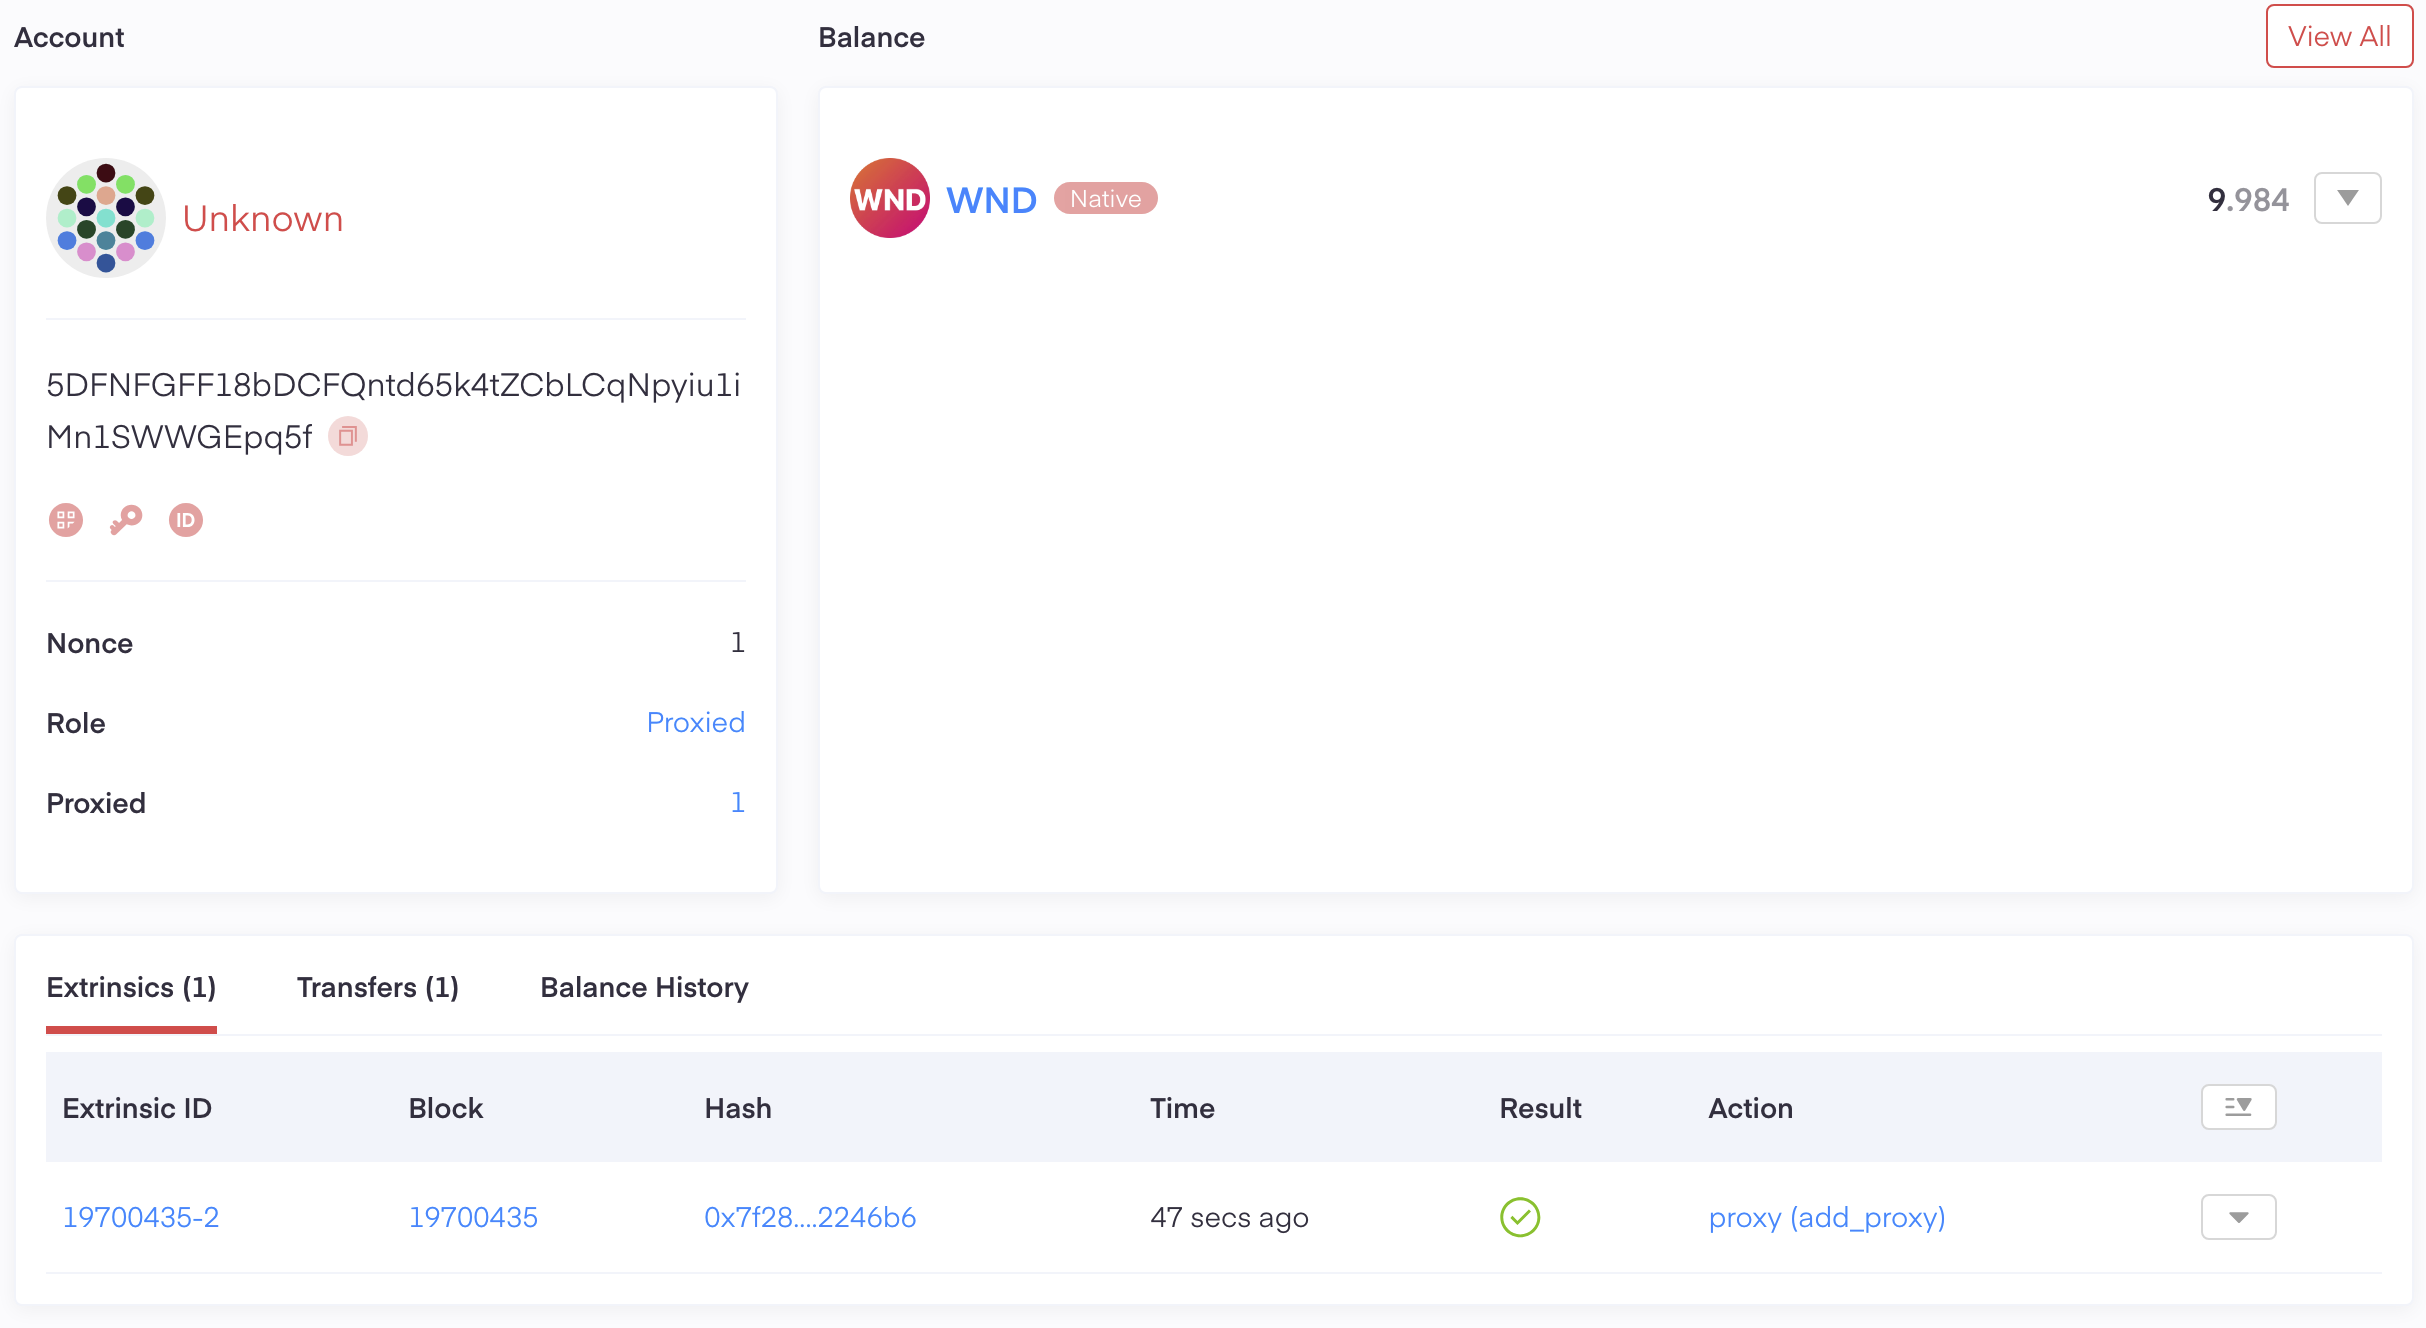 Account
Balance
View All
Unknown
WND
WND
Native
9.984
5DFNFGFF18bDCFQntd65k4tZCbLCqNpyiu1i
Mn1SWWGEpq5f
ID
Nonce
1
Role
Proxied
Proxied
1
Extrinsics (1)
Transfers (1)
Balance History
Extrinsic ID
Block
Hash
Time
Result
Action
19700435-2
19700435
0x7f28....2246b6
47 secs ago
proxy (add_proxy)